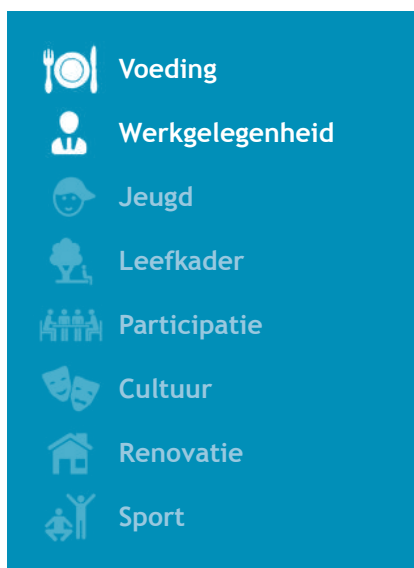 Voeding
Werkgelegenheid
Jeugd
Leefkader
Participatie
Cultuur
Renovatie
Sport